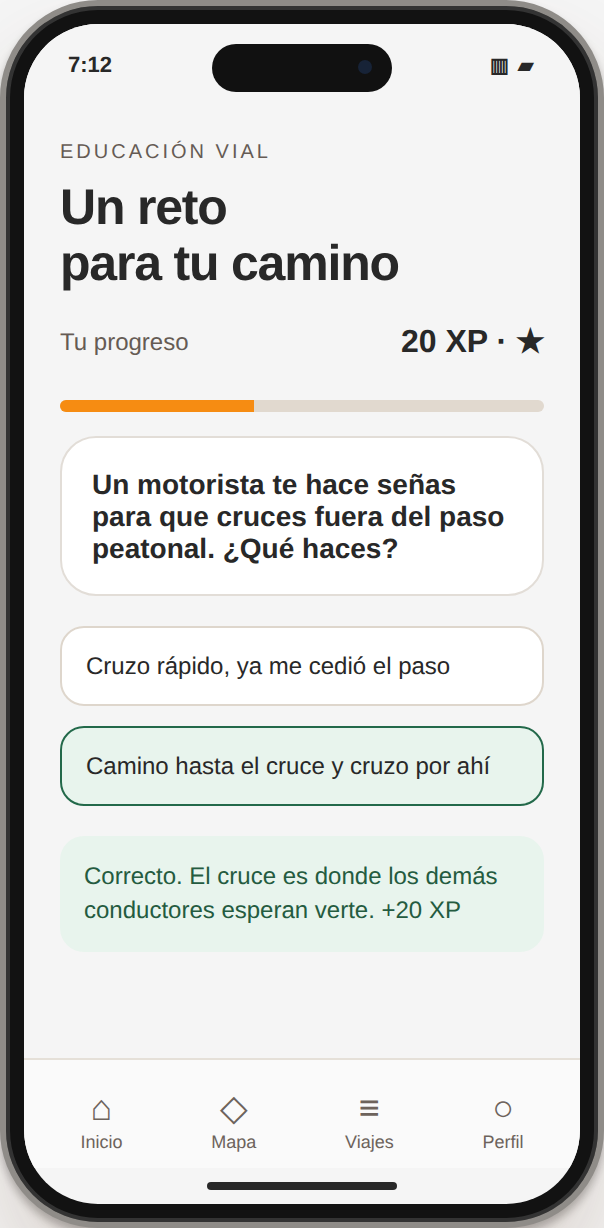 7:12
EDUCACIÓN VIAL
Un reto
para tu camino
Tu progreso
20 XP · ★
Un motorista te hace señas
para que cruces fuera del paso
peatonal. ¿Qué haces?
Cruzo rápido, ya me cedió el paso
Camino hasta el cruce y cruzo por ahí
Correcto. El cruce es donde los demás
conductores esperan verte. +20 XP
Inicio
Mapa
Viajes
Perfil